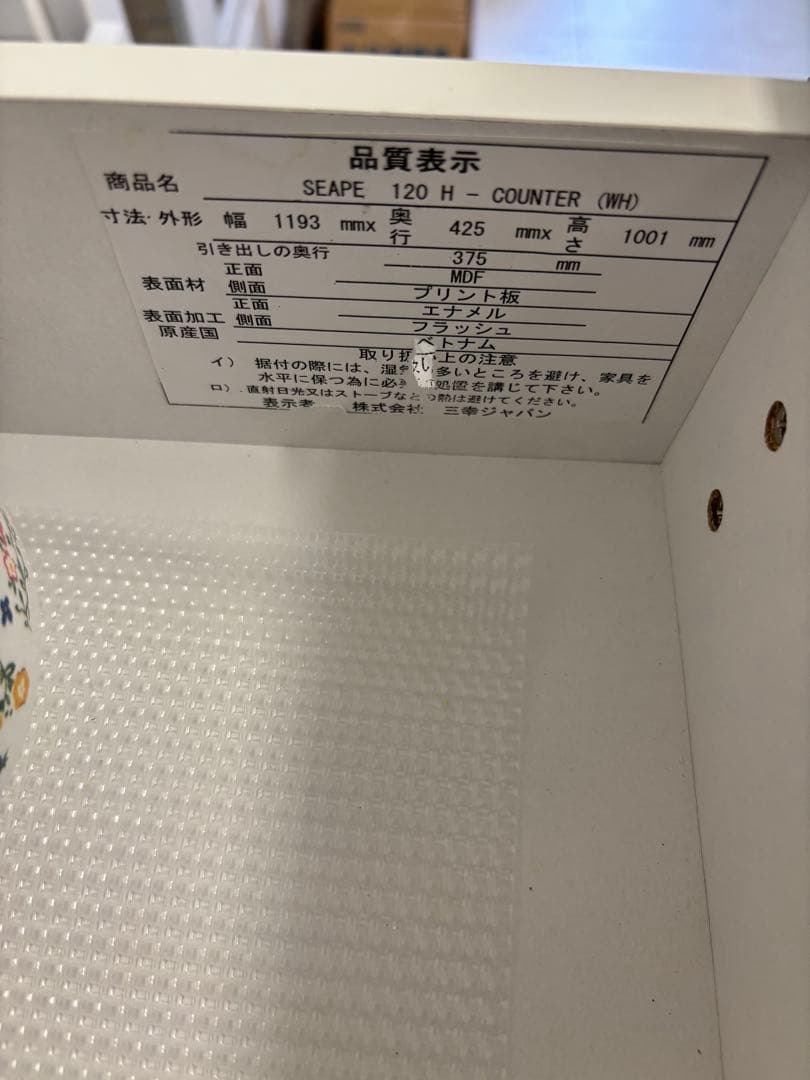 品質表示
商品名 SEAPE 120 H - COUNTER (WH)
寸法・外形 幅 1193 mmx 奥行 425 mmx 高さ 1001 mm
引き出しの奥行 375 mm
表面材 正面 MDF
側面 プリント板
表面加工 正面 エナメル
側面 フラッシュ
原産国 ベトナム
取り扱い上の注意
イ) 据付の際には、湿気 多いところを避け、家具を
水平に保つ為に必 処置を講じて下さい。
ロ) 直射日光又はストーブなどの熱は避けてください。
表示者 株式会社 三幸ジャパン